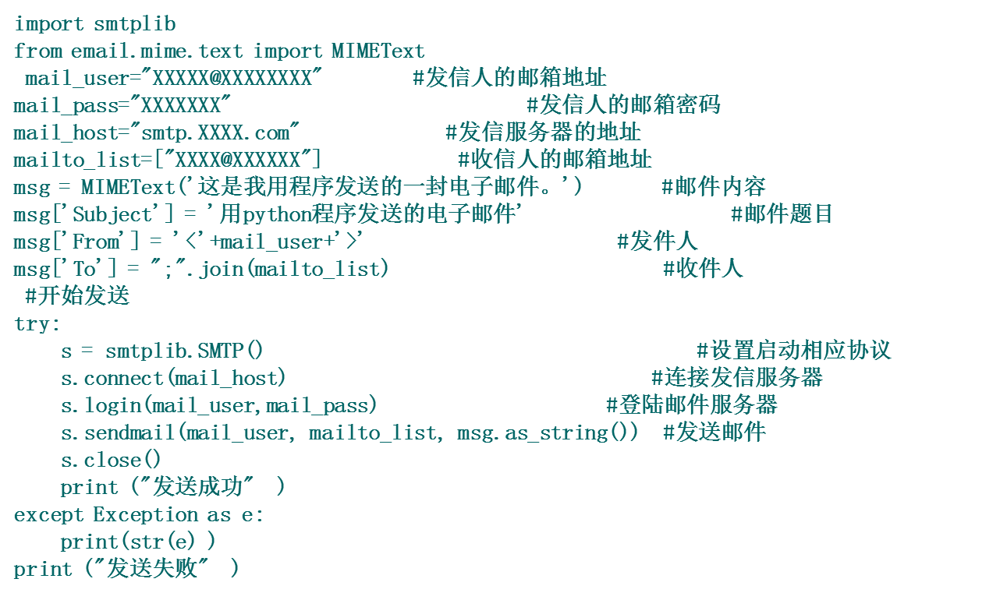 import smtplib
from email.mime.text import MIMEText
 mail_user="XXXXX@XXXXXXXX"        #发信人的邮箱地址
mail_pass="XXXXXXX"                          #发信人的邮箱密码
mail_host="smtp.XXXX.com"             #发信服务器的地址
mailto_list=["XXXX@XXXXXX"]            #收信人的邮箱地址
msg = MIMEText('这是我用程序发送的一封电子邮件。')       #邮件内容
msg['Subject'] = '用python程序发送的电子邮件'                  #邮件题目
msg['From'] = '<'+mail_user+'>'                      #发件人
msg['To'] = ";".join(mailto_list)                        #收件人
 #开始发送
try:
    s = smtplib.SMTP()                                      #设置启动相应协议
    s.connect(mail_host)                                #连接发信服务器
    s.login(mail_user,mail_pass)                    #登陆邮件服务器
    s.sendmail(mail_user, mailto_list, msg.as_string())  #发送邮件
    s.close()
    print ("发送成功"  )
except Exception as e:
    print(str(e) )
print ("发送失败"  )